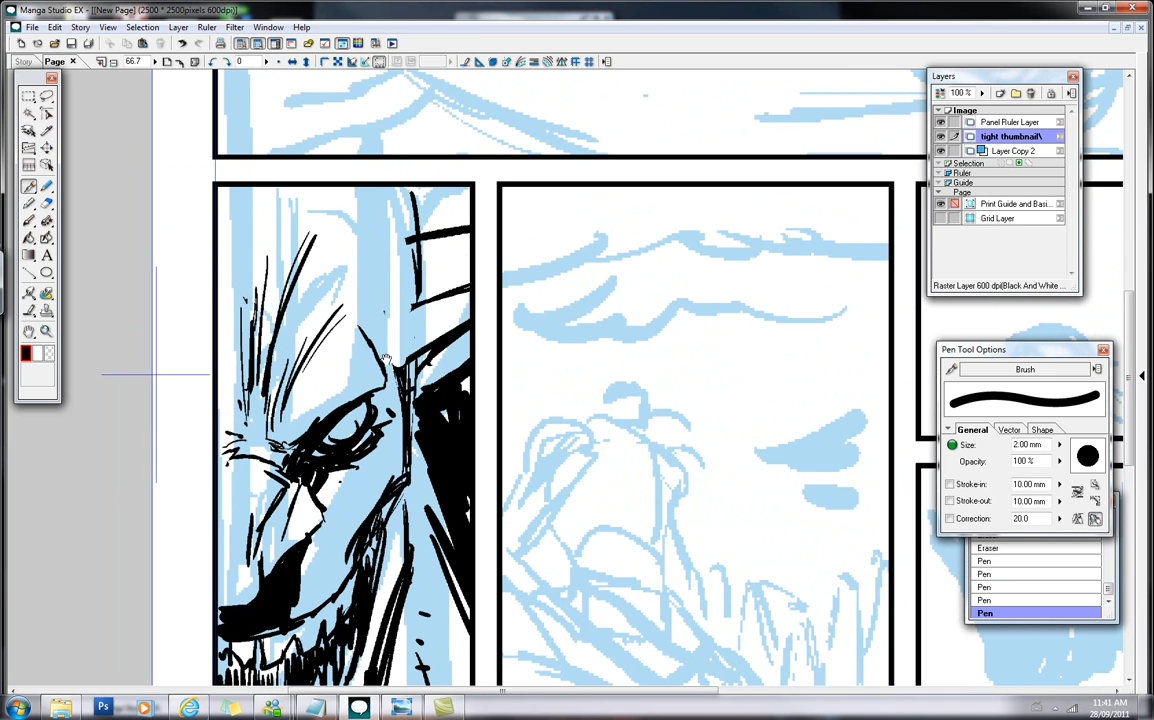 Manga Studio EX - [[New Page] (2500 * 2500pixels 600dpi)]
File Edit Story View Selection Layer Ruler Filter Window Help
Story Page 66.7 0
Layers
100 %
Image
Panel Ruler Layer
tight thumbnail\
Layer Copy 2
Selection
Ruler
Guide
Page
Print Guide and Basi...
Grid Layer
Raster Layer 600 dpi(Black And White ...
Pen Tool Options
Brush
General Vector Shape
Size: 2.00 mm
Opacity: 100 %
Stroke-in: 10.00 mm
Stroke-out: 10.00 mm
Correction: 20.0
Eraser
Pen
Pen
Pen
Pen
Pen
A
Ps
11:41 AM
28/09/2011